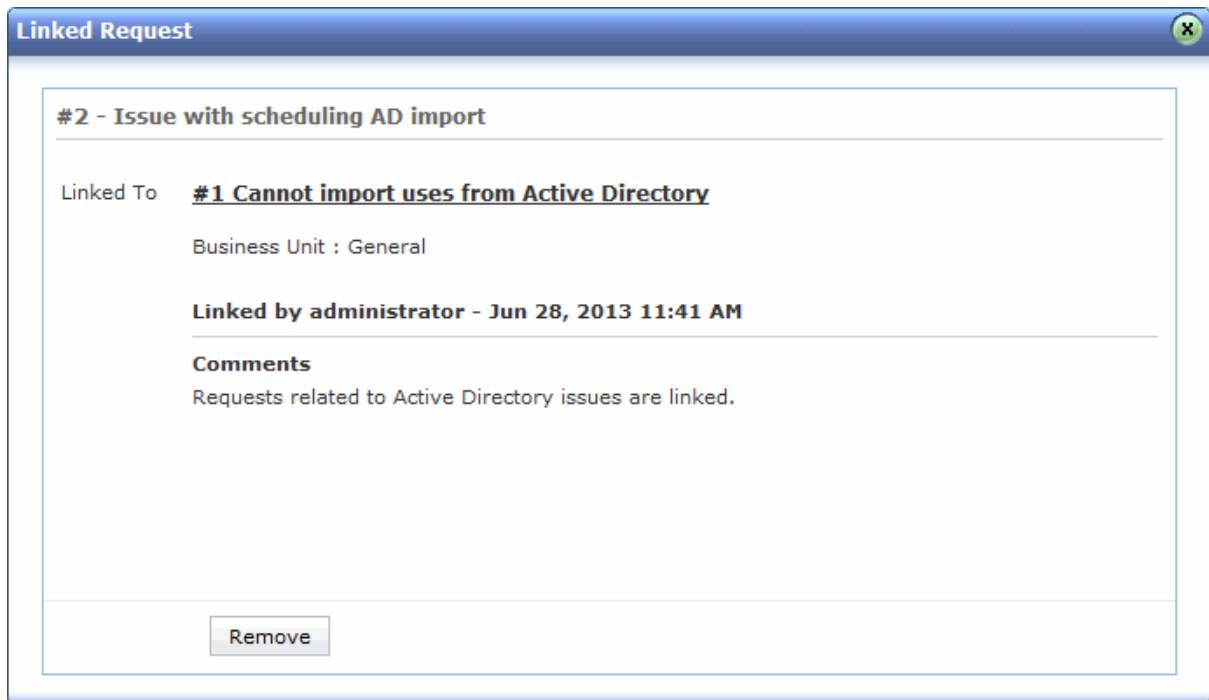 Linked Request
x
#2 - Issue with scheduling AD import
Linked To #1 Cannot import uses from Active Directory
Business Unit : General
Linked by administrator - Jun 28, 2013 11:41 AM
Comments
Requests related to Active Directory issues are linked.
Remove